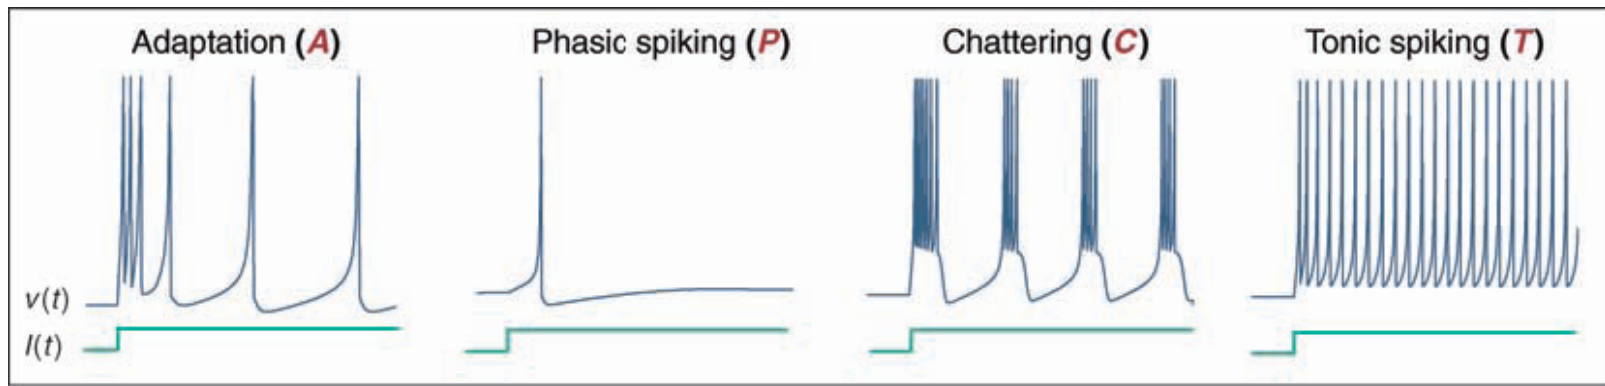 Adaptation (A)
Phasic spiking (P)
Chattering (C)
Tonic spiking (T)
v(t)
I(t)